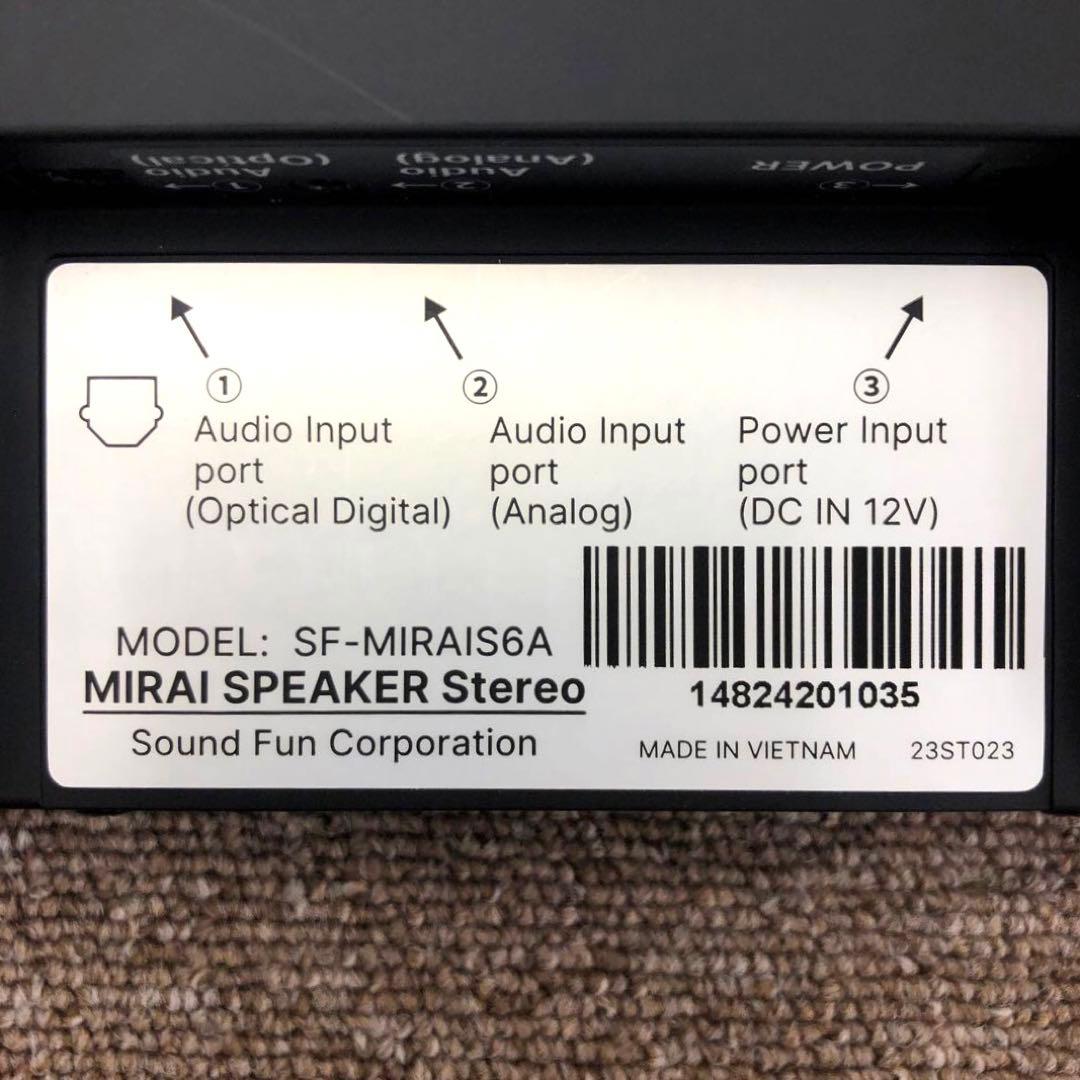 ← ① Audio (Optical)
← ② Audio (Analog)
← ③ POWER
① Audio Input
port
(Optical Digital)
② Audio Input
port
(Analog)
③ Power Input
port
(DC IN 12V)
MODEL: SF-MIRAIS6A
MIRAI SPEAKER Stereo
Sound Fun Corporation
14824201035
MADE IN VIETNAM 23ST023